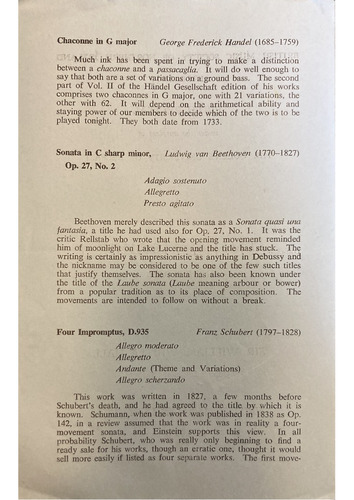 Chaconne in G major George Frederick Handel (1685–1759)
Much ink has been spent in trying to make a distinction
between a chaconne and a passacaglia. It will do well enough to
say that both are a set of variations on a ground bass. The second
part of Vol. II of the Händel Gesellschaft edition of his works
comprises two chaconnes in G major, one with 21 variations, the
other with 62. It will depend on the arithmetical ability and
staying power of our members to decide which of the two is to be
played tonight. They both date from 1733.
Sonata in C sharp minor, Ludwig van Beethoven (1770–1827)
Op. 27, No. 2
Adagio sostenuto
Allegretto
Presto agitato
Beethoven merely described this sonata as a Sonata quasi una
fantasia, a title he had used also for Op. 27, No. 1. It was the
critic Rellstab who wrote that the opening movement reminded
him of moonlight on Lake Lucerne and the title has stuck. The
writing is certainly as impressionistic as anything in Debussy and
the nickname may be considered to be one of the few such titles
that justify themselves. The sonata has also been known under
the title of the Laube sonata (Laube meaning arbour or bower)
from a popular tradition as to its place of composition. The
movements are intended to follow on without a break.
Four Impromptus, D.935 Franz Schubert (1797–1828)
Allegro moderato
Allegretto
Andante (Theme and Variations)
Allegro scherzando
This work was written in 1827, a few months before
Schubert's death, and he had agreed to the title by which it is
known. Schumann, when the work was published in 1838 as Op.
142, in a review assumed that the work was in reality a four-
movement sonata, and Einstein supports this view. In all
probability Schubert, who was really only beginning to find a
ready sale for his works, though an erratic one, thought it would
sell more easily if listed as four separate works. The first move-